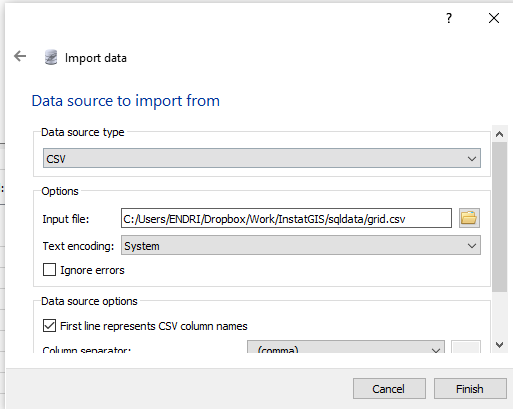 ?
Import data
Data source to import from
Data source type
CSV
Options
Input file: C:/Users/ENDRI/Dropbox/Work/InstatGIS/sqldata/grid.csv
Text encoding: System
Ignore errors
Data source options
First line represents CSV column names
Column separator: , (comma)
Cancel Finish